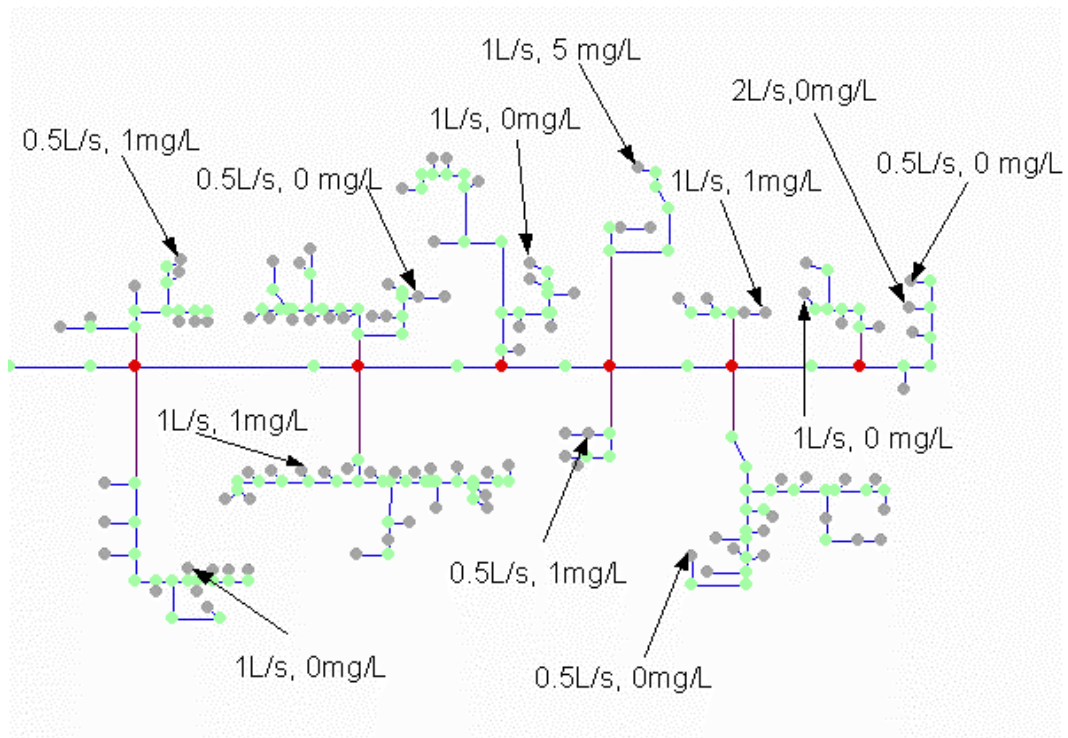 1L/s, 5 mg/L
2L/s,0mg/L
1L/s, 0mg/L
0.5L/s, 1mg/L
0.5L/s, 0 mg/L
0.5L/s, 0 mg/L
1L/s, 1mg/L
1L/s, 1mg/L
1L/s, 0 mg/L
0.5L/s, 1mg/L
1L/s, 0mg/L
0.5L/s, 0mg/L